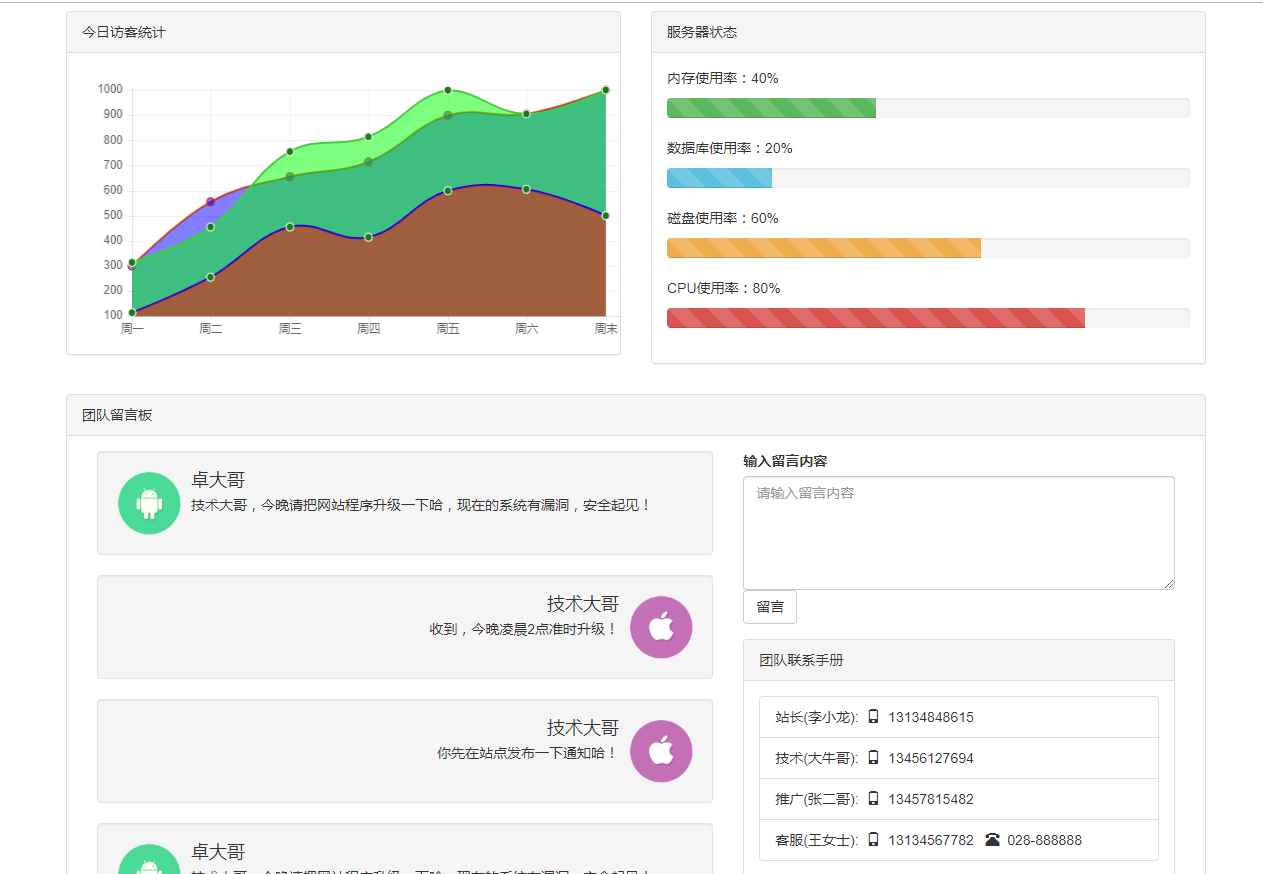 今日访客统计
1000
900
800
700
600
500
400
300
200
100
周一 周二 周三 周四 周五 周六 周末
服务器状态
内存使用率：40%
数据库使用率：20%
磁盘使用率：60%
CPU使用率：80%
团队留言板
卓大哥
技术大哥，今晚请把网站程序升级一下哈，现在的系统有漏洞，安全起见！
技术大哥
收到，今晚凌晨2点准时升级！
技术大哥
你先在站点发布一下通知哈！
卓大哥
输入留言内容
请输入留言内容
留言
团队联系手册
站长(李小龙): 13134848615
技术(大牛哥): 13456127694
推广(张二哥): 13457815482
客服(王女士): 13134567782 028-888888